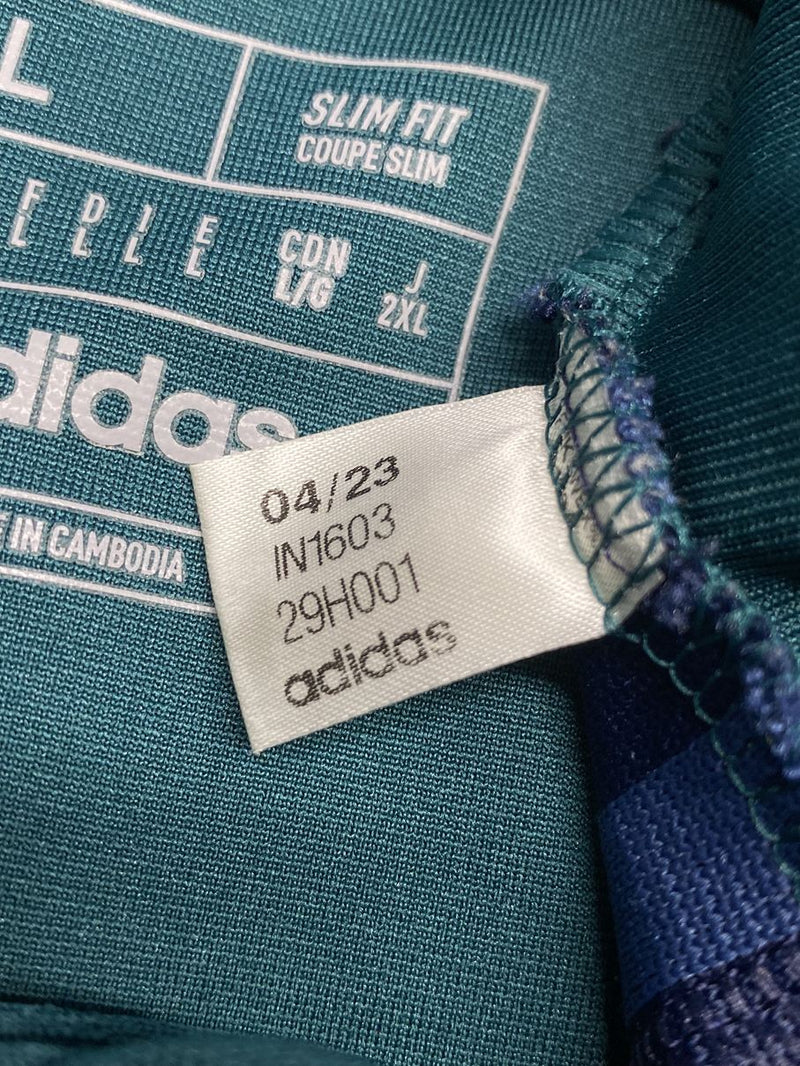 L
SLIM FIT
COUPE SLIM
F D I E CDN J
L L L L L/G 2XL
adidas
IN CAMBODIA
04/23
IN1603
29H001
adidas